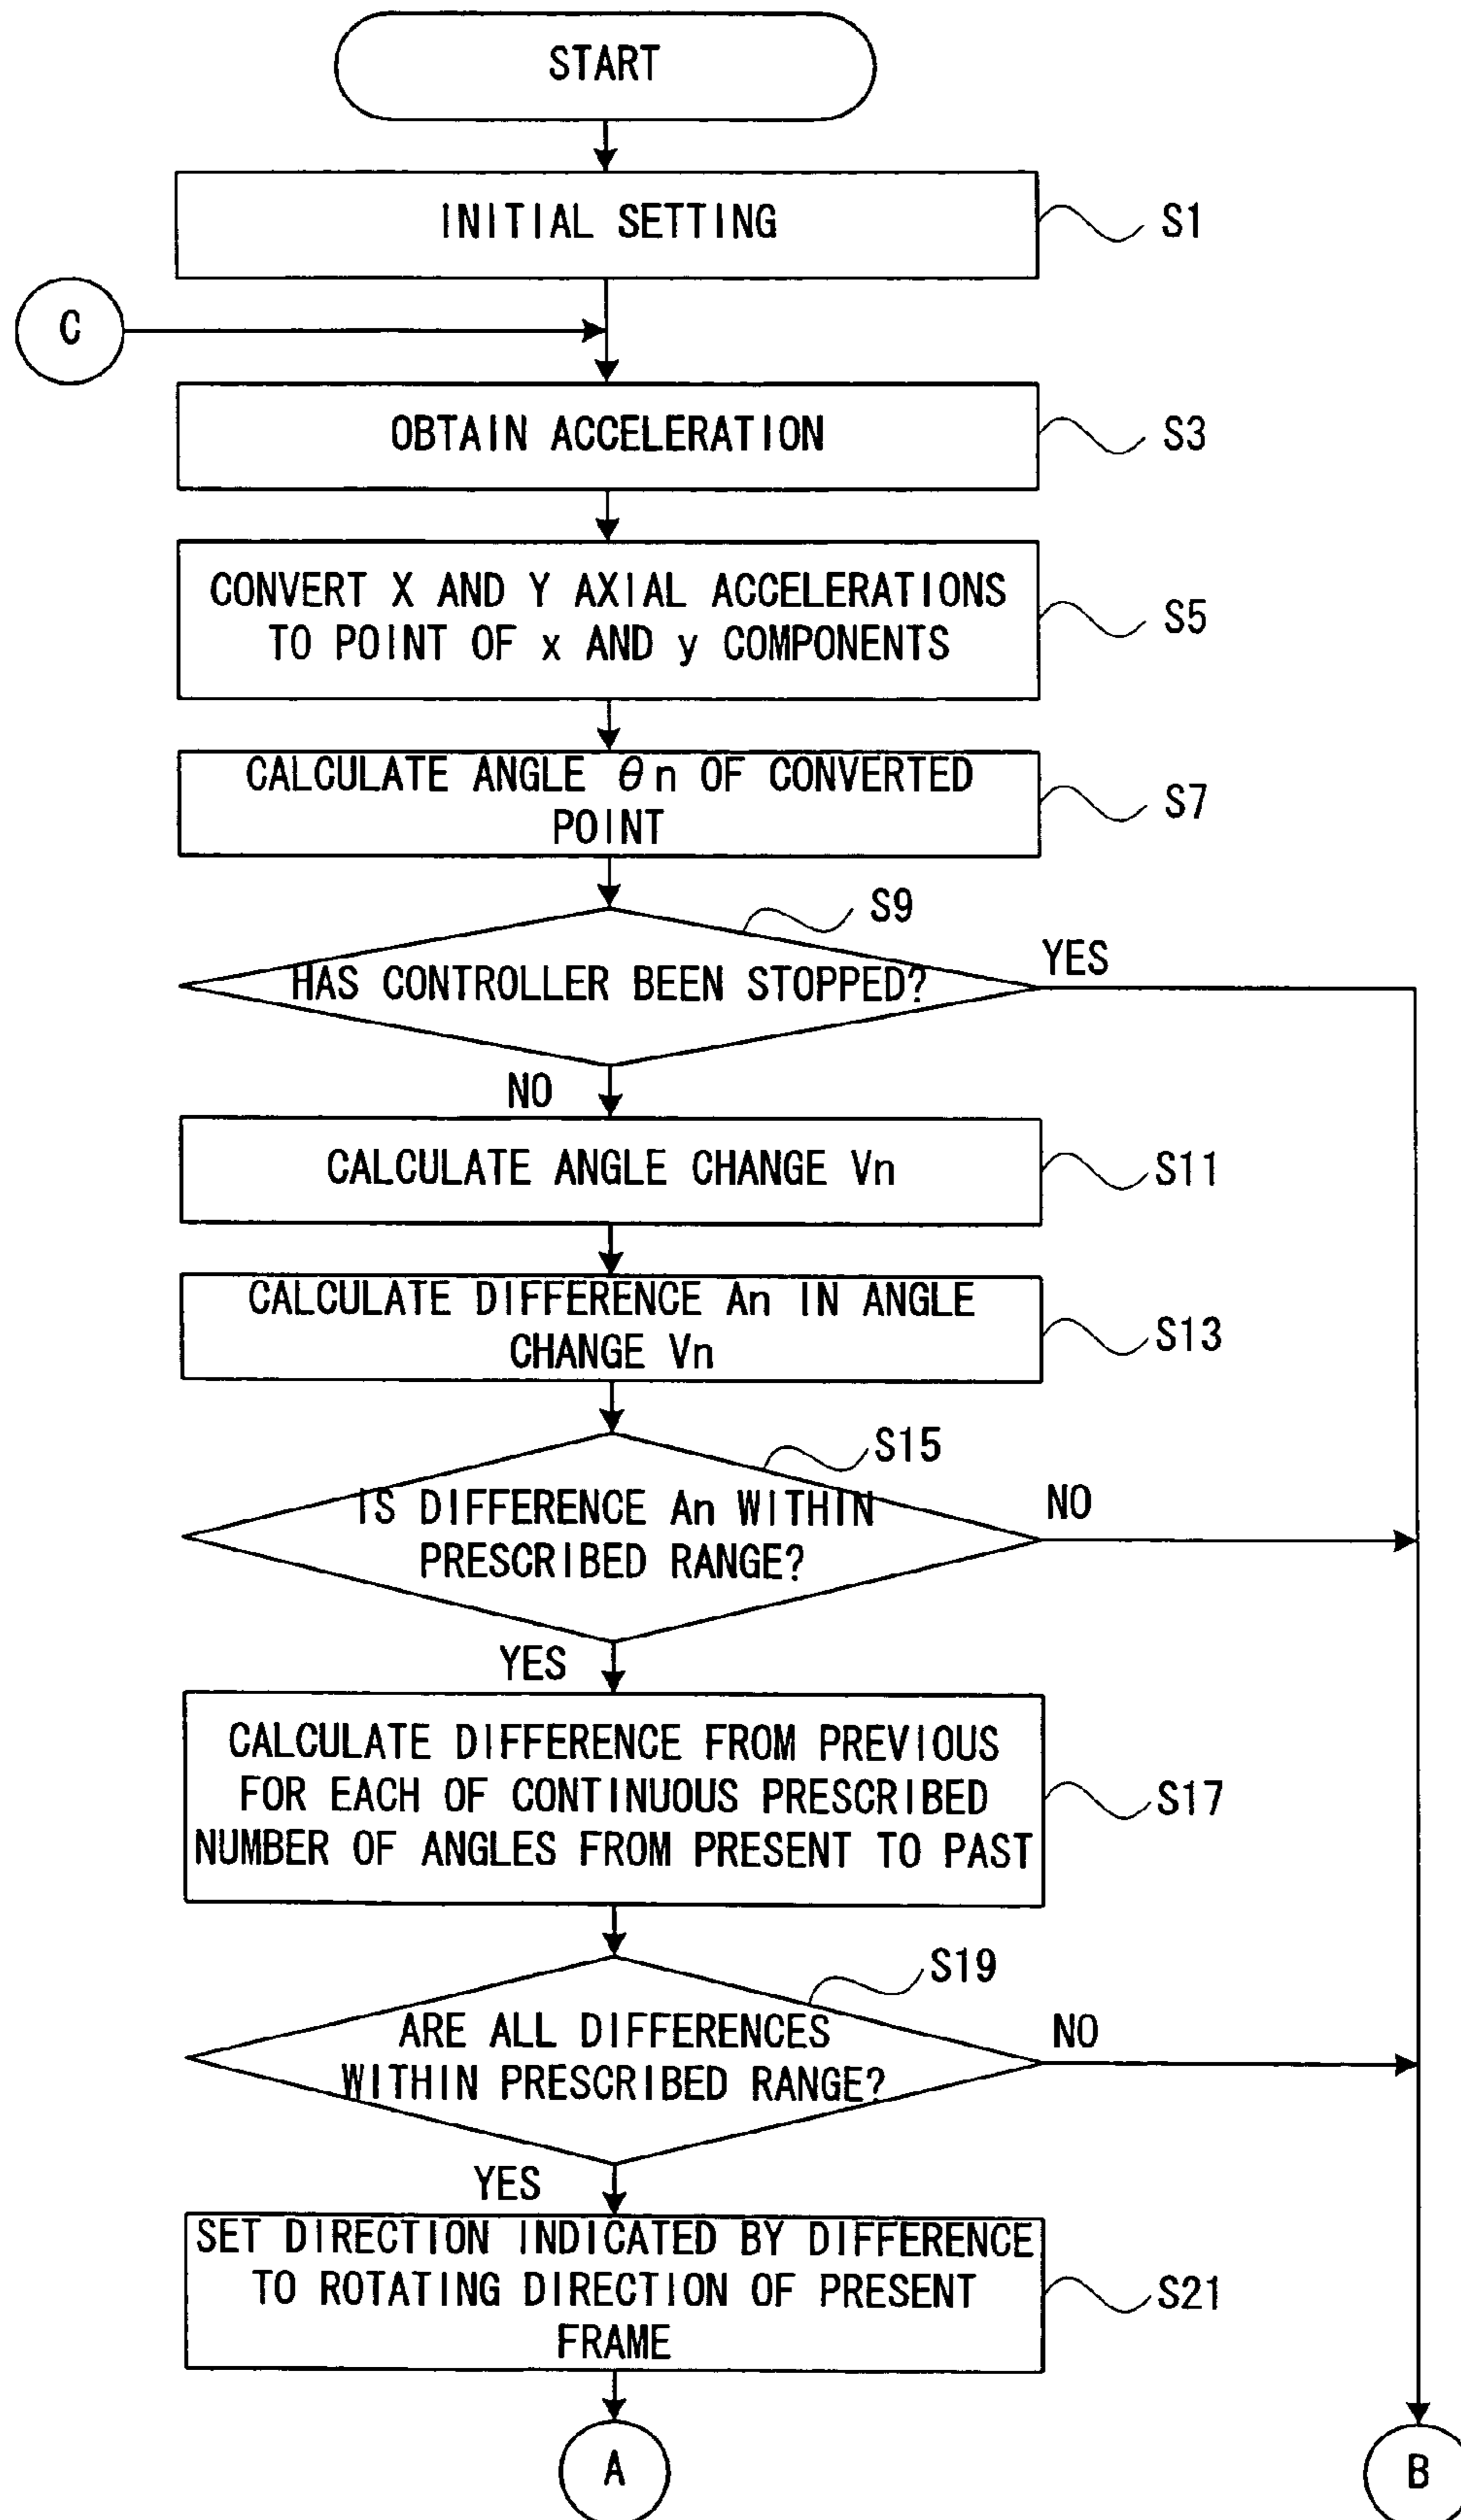 START
INITIAL SETTING
S1
C
OBTAIN ACCELERATION
S3
CONVERT X AND Y AXIAL ACCELERATIONS
TO POINT OF x AND y COMPONENTS
S5
CALCULATE ANGLE θn OF CONVERTED
POINT
S7
S9
HAS CONTROLLER BEEN STOPPED?
YES
NO
CALCULATE ANGLE CHANGE Vn
S11
CALCULATE DIFFERENCE An IN ANGLE
CHANGE Vn
S13
S15
IS DIFFERENCE An WITHIN
PRESCRIBED RANGE?
NO
YES
CALCULATE DIFFERENCE FROM PREVIOUS
FOR EACH OF CONTINUOUS PRESCRIBED
NUMBER OF ANGLES FROM PRESENT TO PAST
S17
S19
ARE ALL DIFFERENCES
WITHIN PRESCRIBED RANGE?
NO
YES
SET DIRECTION INDICATED BY DIFFERENCE
TO ROTATING DIRECTION OF PRESENT
FRAME
S21
A
B